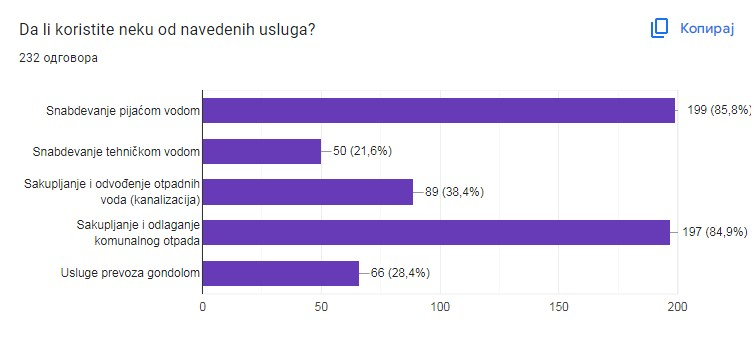 Da li koristite neku od navedenih usluga?
Копирај
232 одговора
Snabdevanje pijaćom vodom
199 (85,8%)
Snabdevanje tehničkom vodom
50 (21,6%)
Sakupljanje i odvođenje otpadnih
voda (kanalizacija)
89 (38,4%)
Sakupljanje i odlaganje
komunalnog otpada
197 (84,9%)
Usluge prevoza gondolom
66 (28,4%)
0
50
100
150
200